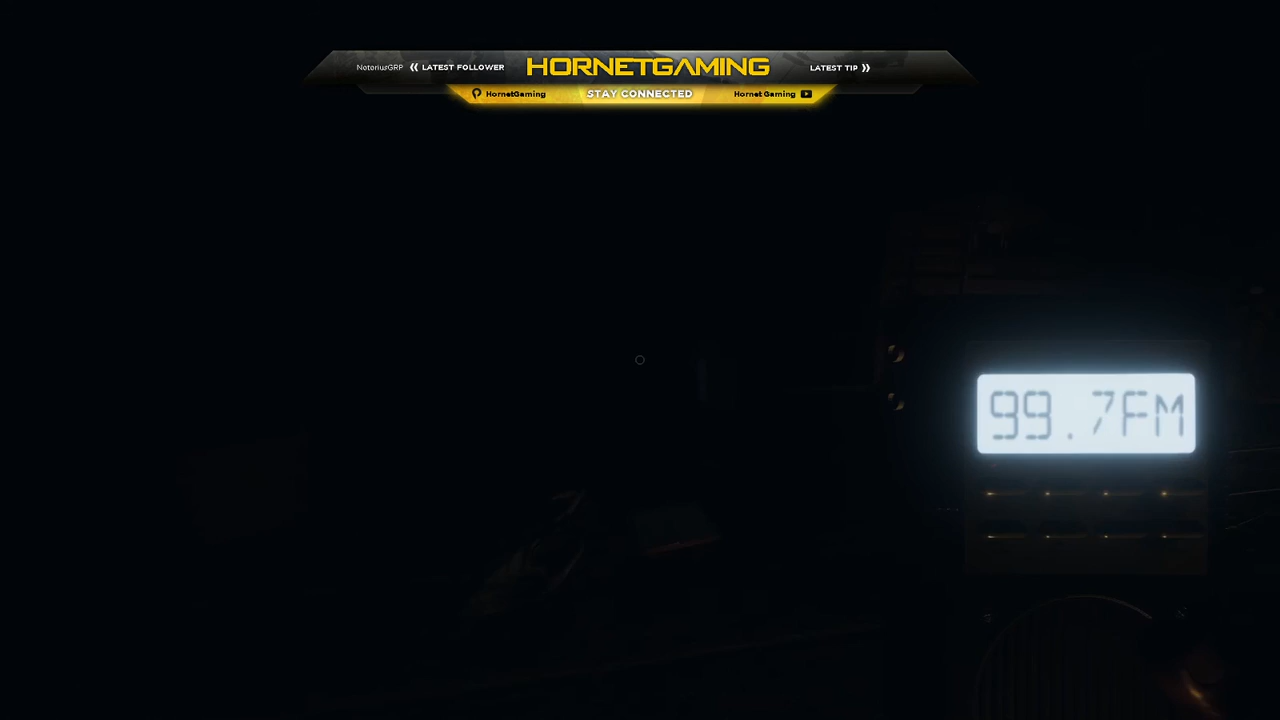 NotoriusGRP LATEST FOLLOWER HORNETGAMING LATEST TIP
HornetGaming STAY CONNECTED Hornet Gaming
99.7FM